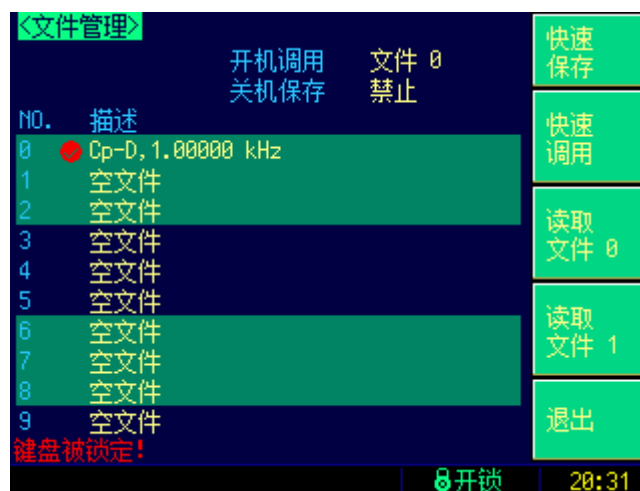 <文件管理>
开机调用 文件 0
关机保存 禁止
NO. 描述
0 Cp-D,1.00000 kHz
1 空文件
2 空文件
3 空文件
4 空文件
5 空文件
6 空文件
7 空文件
8 空文件
9 空文件
键盘被锁定!
快速
保存
快速
调用
读取
文件 0
读取
文件 1
退出
开锁 20:31